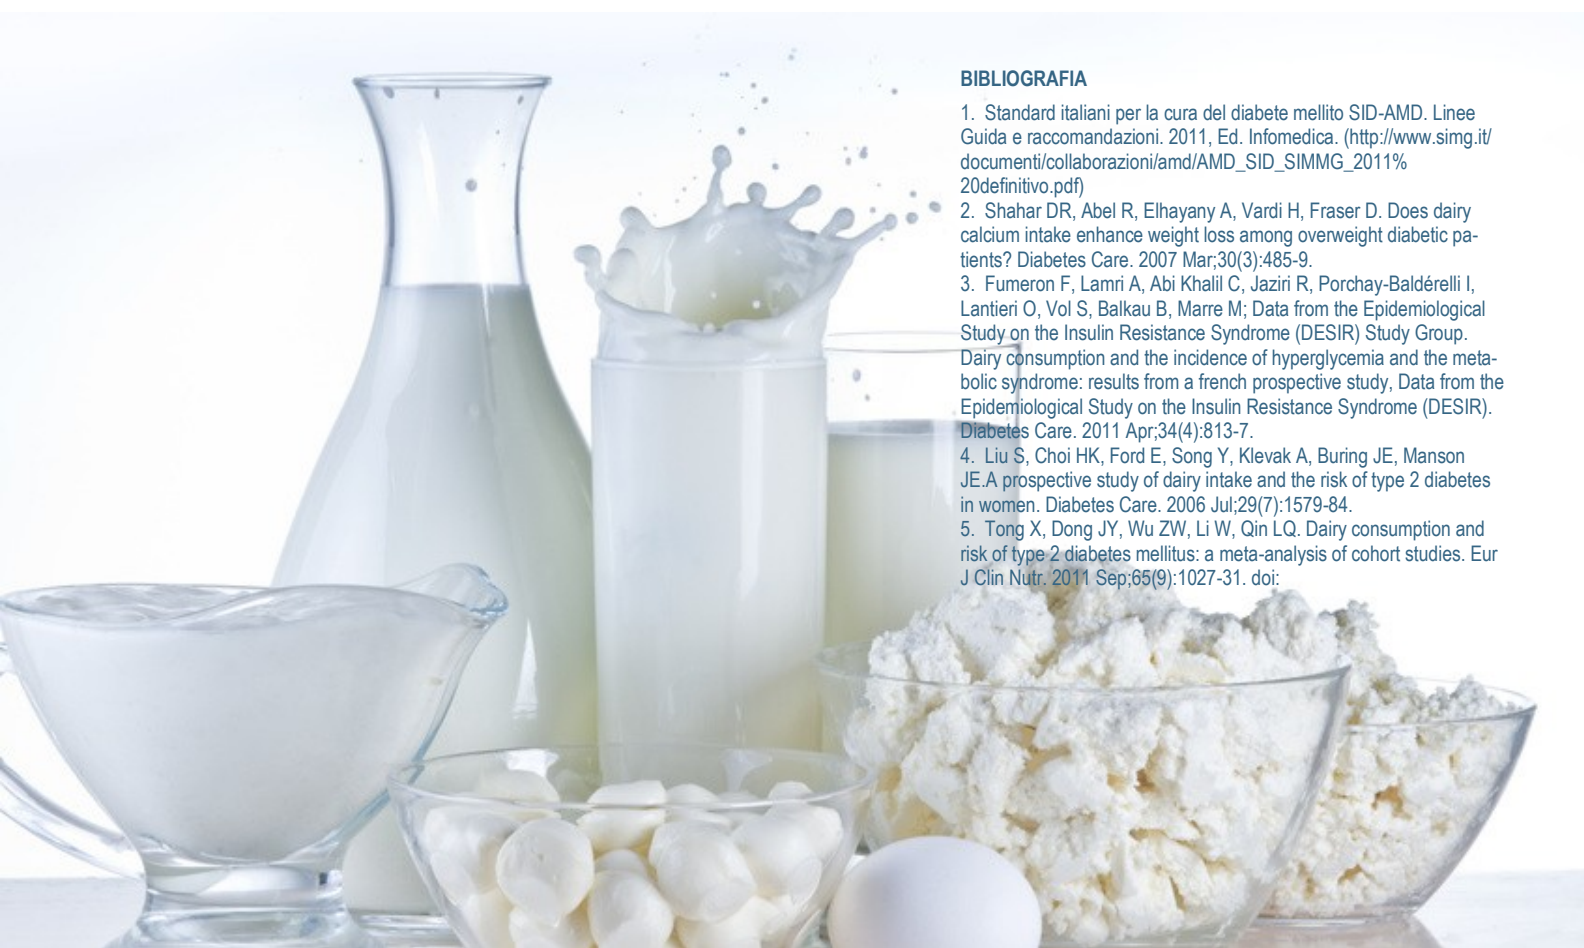 BIBLIOGRAFIA
1. Standard italiani per la cura del diabete mellito SID-AMD. Linee
Guida e raccomandazioni. 2011, Ed. Infomedica. (http://www.simg.it/
documenti/collaborazioni/amd/AMD_SID_SIMMG_2011%
20definitivo.pdf)
2. Shahar DR, Abel R, Elhayany A, Vardi H, Fraser D. Does dairy
calcium intake enhance weight loss among overweight diabetic pa-
tients? Diabetes Care. 2007 Mar;30(3):485-9.
3. Fumeron F, Lamri A, Abi Khalil C, Jaziri R, Porchay-Baldérelli I,
Lantieri O, Vol S, Balkau B, Marre M; Data from the Epidemiological
Study on the Insulin Resistance Syndrome (DESIR) Study Group.
Dairy consumption and the incidence of hyperglycemia and the meta-
bolic syndrome: results from a french prospective study, Data from the
Epidemiological Study on the Insulin Resistance Syndrome (DESIR).
Diabetes Care. 2011 Apr;34(4):813-7.
4. Liu S, Choi HK, Ford E, Song Y, Klevak A, Buring JE, Manson
JE.A prospective study of dairy intake and the risk of type 2 diabetes
in women. Diabetes Care. 2006 Jul;29(7):1579-84.
5. Tong X, Dong JY, Wu ZW, Li W, Qin LQ. Dairy consumption and
risk of type 2 diabetes mellitus: a meta-analysis of cohort studies. Eur
J Clin Nutr. 2011 Sep;65(9):1027-31. doi: